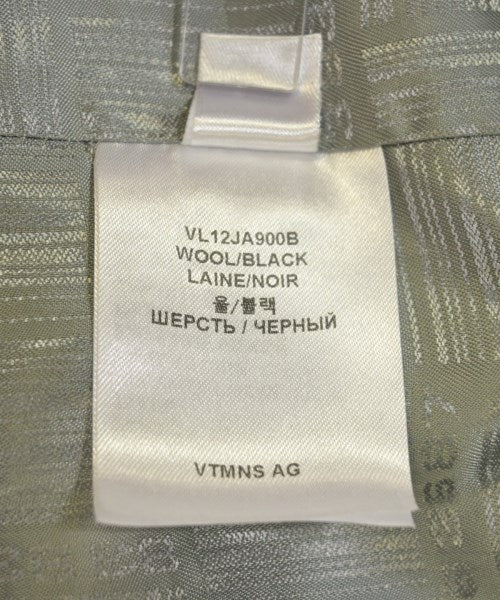 VL12JA900B
WOOL/BLACK
LAINE/NOIR
울/블랙
ШЕРСТЬ / ЧЕРНЫЙ
VTMNS AG